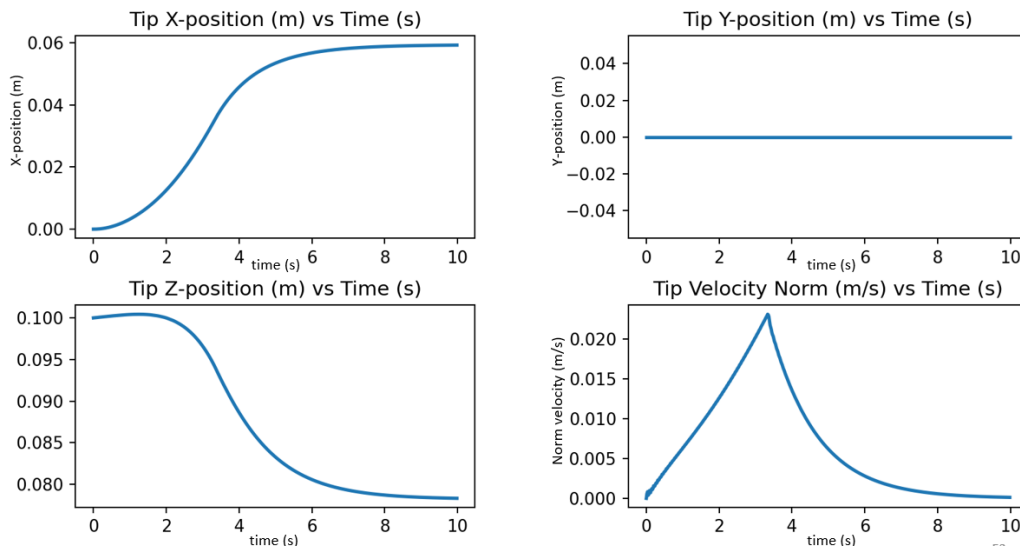 Tip X-position (m) vs Time (s)
0.06
0.04
0.02
0.00
X-position (m)
0 2 4 6 8 10
time (s)
Tip Y-position (m) vs Time (s)
0.04
0.02
0.00
−0.02
−0.04
Y-position (m)
0 2 4 6 8 10
time (s)
Tip Z-position (m) vs Time (s)
0.100
0.095
0.090
0.085
0.080
0 2 4 6 8 10
time (s)
Tip Velocity Norm (m/s) vs Time (s)
0.020
0.015
0.010
0.005
0.000
Norm velocity (m/s)
0 2 4 6 8 10
time (s)